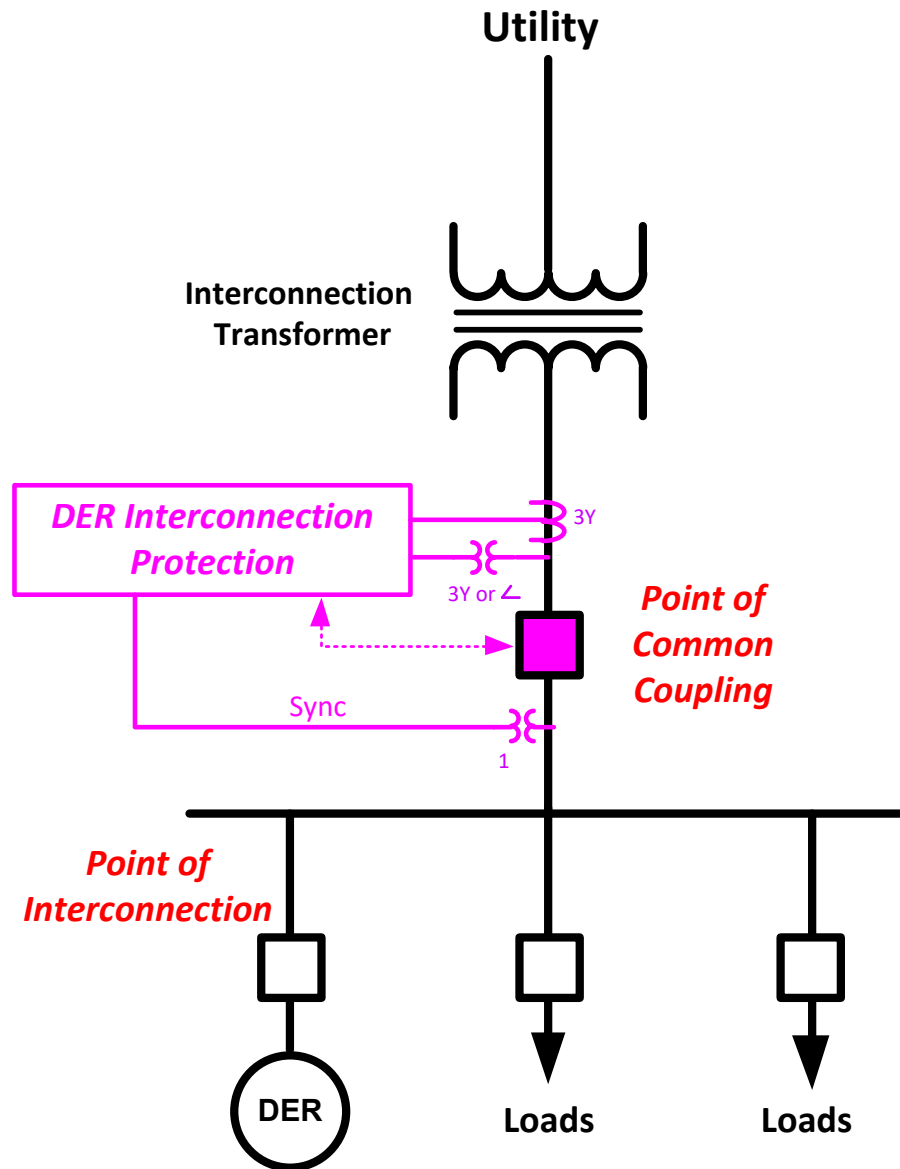 Utility
Interconnection
Transformer
DER Interconnection
Protection
3Y
3Y or ∠
Point of
Common
Coupling
Sync
1
Point of
Interconnection
DER
Loads
Loads